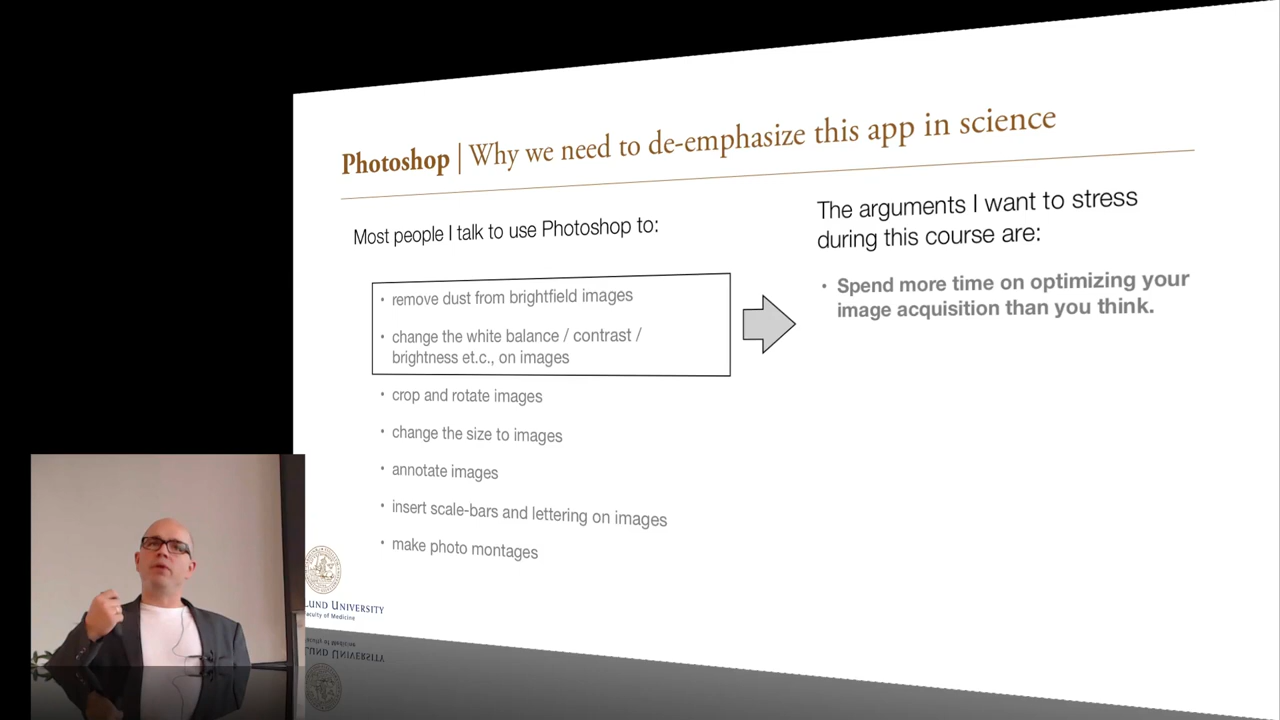 Photoshop | Why we need to de-emphasize this app in science
Most people I talk to use Photoshop to:
• remove dust from brightfield images
• change the white balance / contrast /
brightness et.c., on images
• crop and rotate images
• change the size to images
• annotate images
• insert scale-bars and lettering on images
• make photo montages
The arguments I want to stress
during this course are:
• Spend more time on optimizing your
image acquisition than you think.
LUND UNIVERSITY
Faculty of Medicine